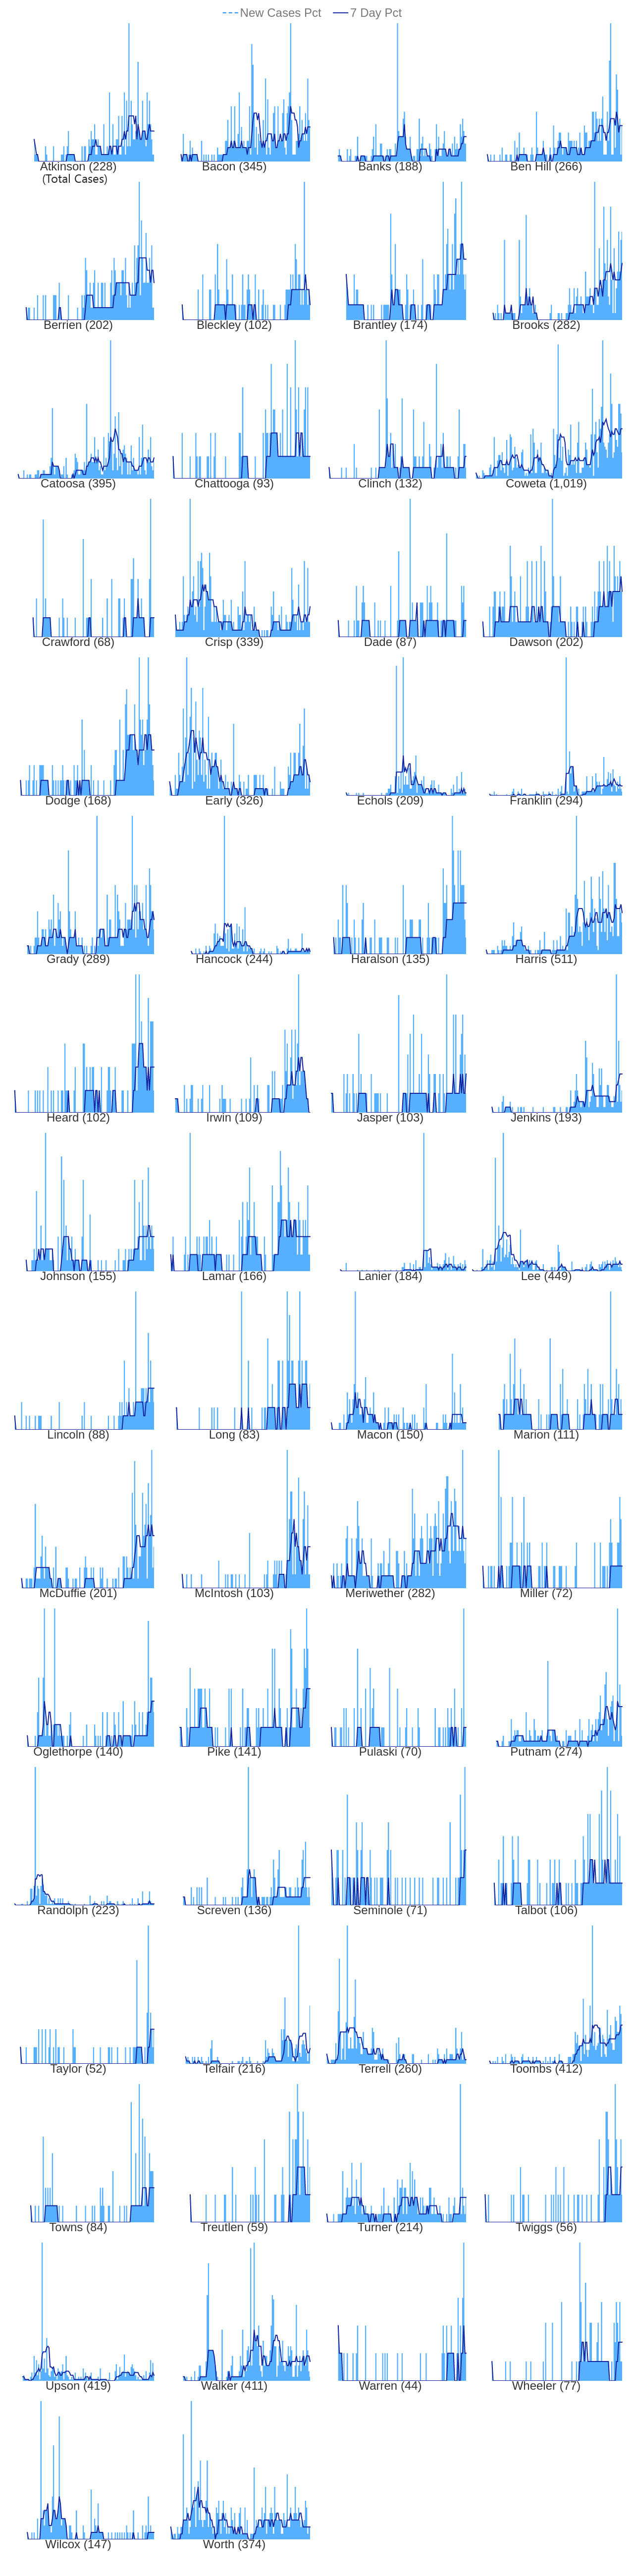 New Cases Pct 7 Day Pct
Atkinson (228) Bacon (345) Banks (188) Ben Hill (266)
(Total Cases)
Berrien (202) Bleckley (102) Brantley (174) Brooks (282)
Catoosa (395) Chattooga (93) Clinch (132) Coweta (1,019)
Crawford (68) Crisp (339) Dade (87) Dawson (202)
Dodge (168) Early (326) Echols (209) Franklin (294)
Grady (289) Hancock (244) Haralson (135) Harris (511)
Heard (102) Irwin (109) Jasper (103) Jenkins (193)
Johnson (155) Lamar (166) Lanier (184) Lee (449)
Lincoln (88) Long (83) Macon (150) Marion (111)
McDuffie (201) McIntosh (103) Meriwether (282) Miller (72)
Oglethorpe (140) Pike (141) Pulaski (70) Putnam (274)
Randolph (223) Screven (136) Seminole (71) Talbot (106)
Taylor (52) Telfair (216) Terrell (260) Toombs (412)
Towns (84) Treutlen (59) Turner (214) Twiggs (56)
Upson (419) Walker (411) Warren (44) Wheeler (77)
Wilcox (147) Worth (374)